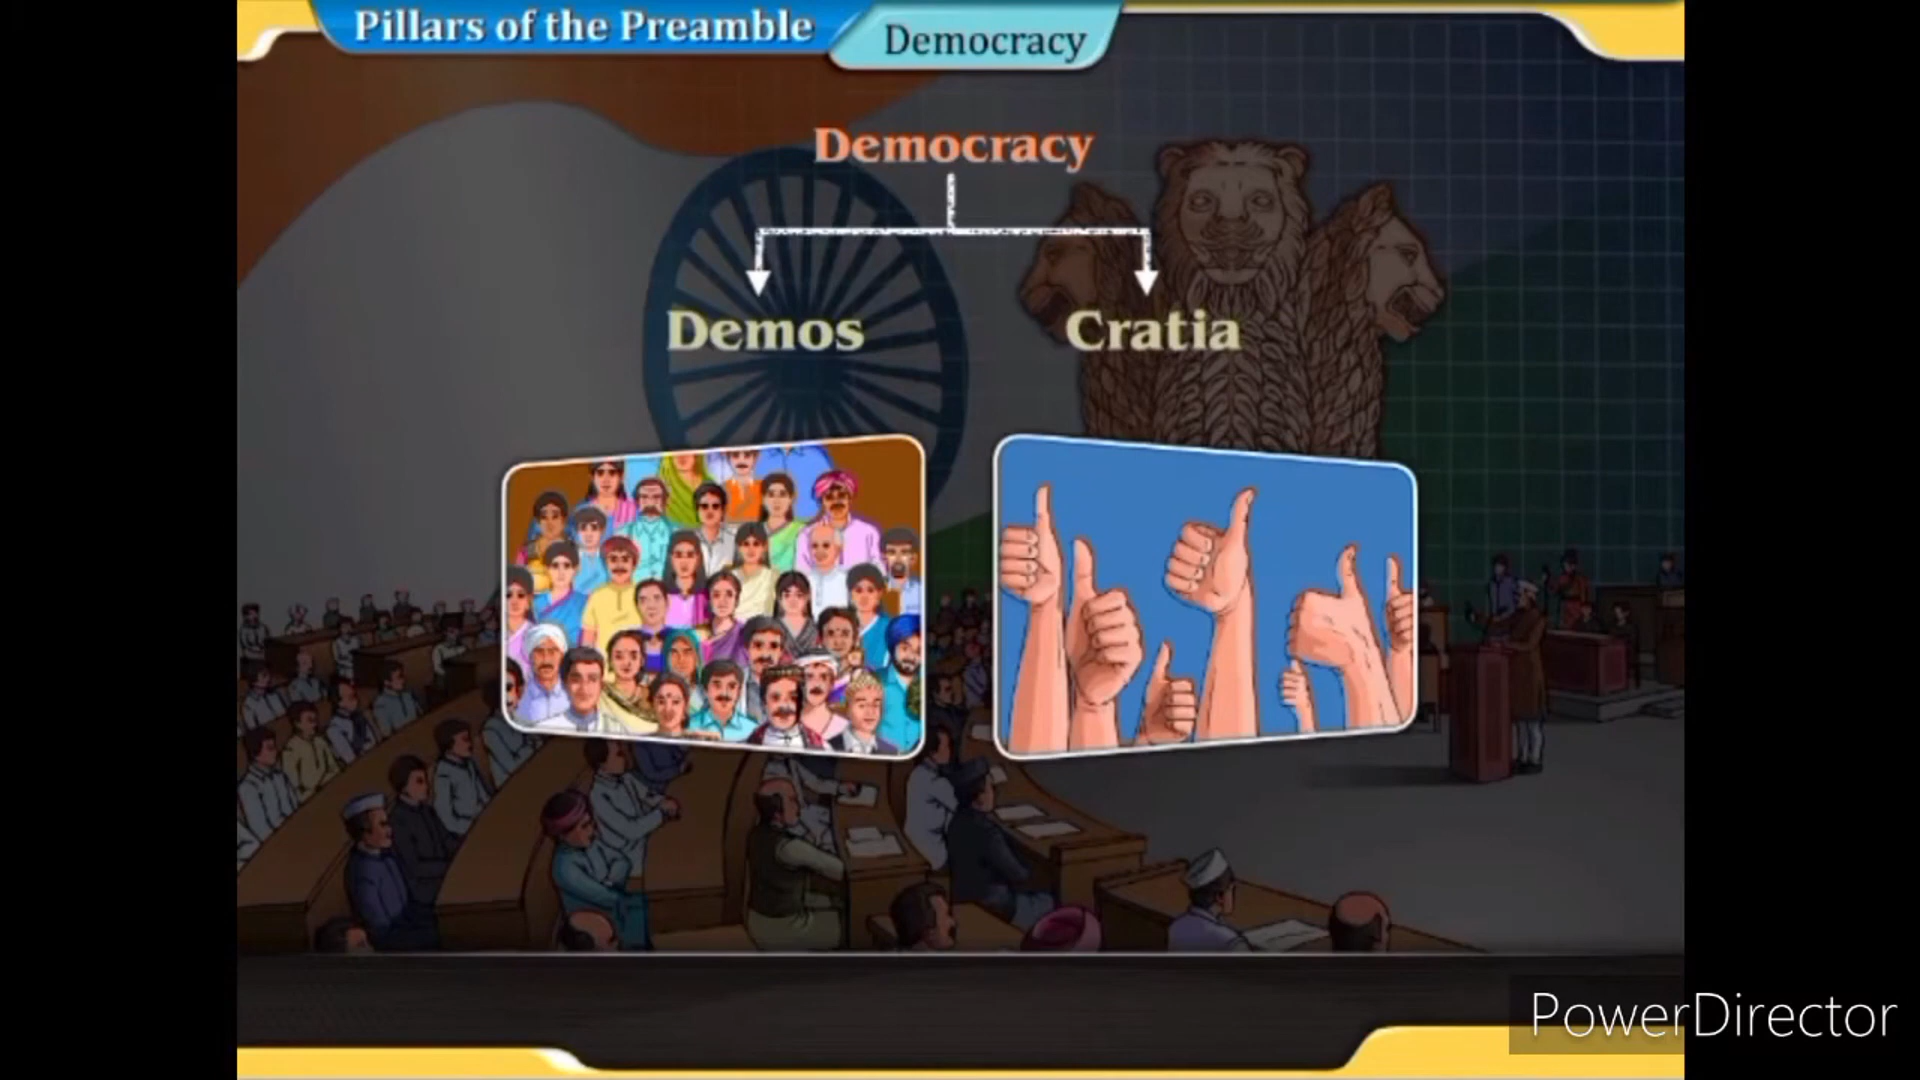 Pillars of the Preamble
Democracy
Democracy
Demos
Cratia
PowerDirector